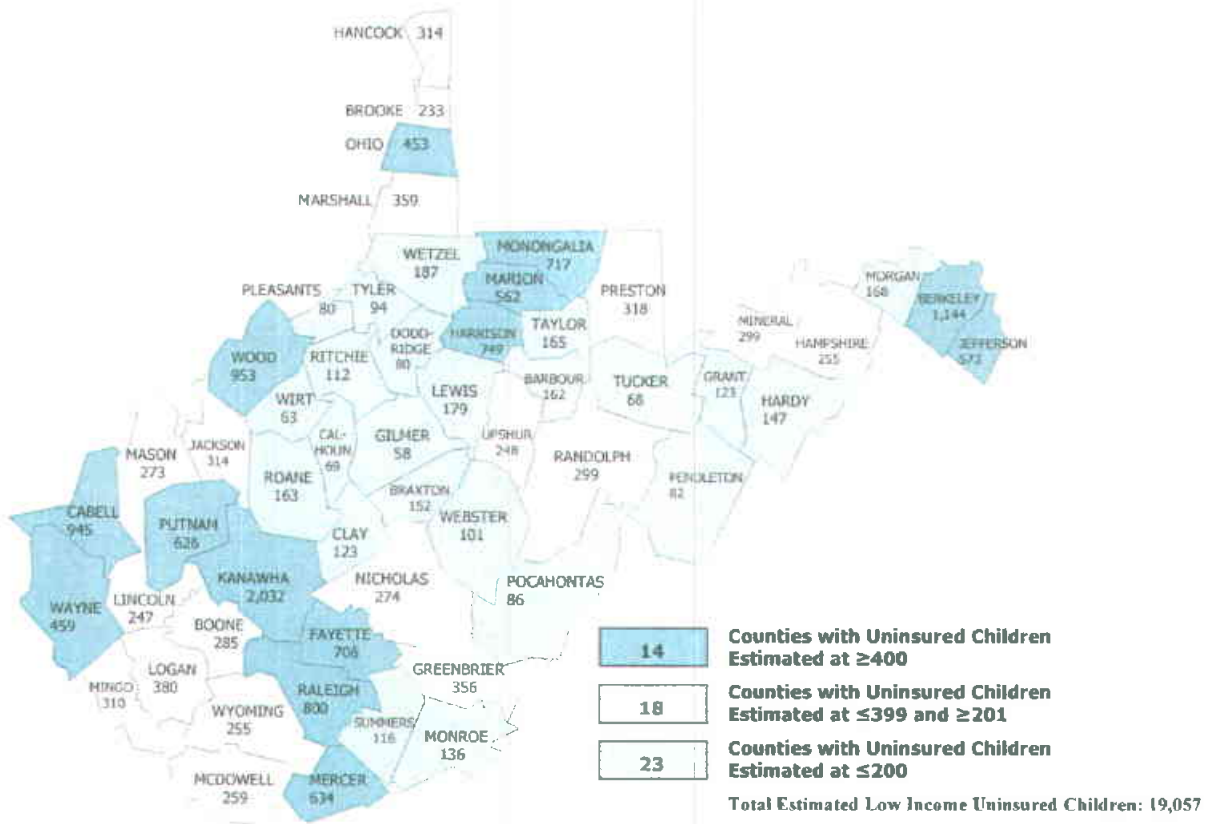 HANCOCK 314
BROOKE 233
OHIO 453
MARSHALL 359
WETZEL
187
MONONGALIA
717
MARION
562
PRESTON
318
MORGAN
168
BERKELEY
1,144
JEFFERSON
573
PLEASANTS
80
TYLER
94
DODD-
RIDGE
80
HARRISON
749
TAYLOR
165
MINERAL
299
HAMPSHIRE
255
WOOD
953
RITCHIE
112
BARBOUR
162
TUCKER
68
GRANT
123
HARDY
147
WIRT
63
LEWIS
179
CAL-
HOUN
69
GILMER
58
UPSHUR
248
RANDOLPH
299
PENDLETON
82
MASON
273
JACKSON
314
ROANE
163
BRAXTON
152
WEBSTER
101
CABELL
945
PUTNAM
626
CLAY
123
KANAWHA
2,032
NICHOLAS
274
POCAHONTAS
86
WAYNE
459
LINCOLN
247
BOONE
285
FAYETTE
706
GREENBRIER
356
LOGAN
380
MINGO
310
RALEIGH
800
WYOMING
255
SUMMERS
116
MONROE
136
MCDOWELL
259
MERCER
634
14 Counties with Uninsured Children
Estimated at ≥400
18 Counties with Uninsured Children
Estimated at ≤399 and ≥201
23 Counties with Uninsured Children
Estimated at ≤200
Total Estimated Low Income Uninsured Children: 19,057